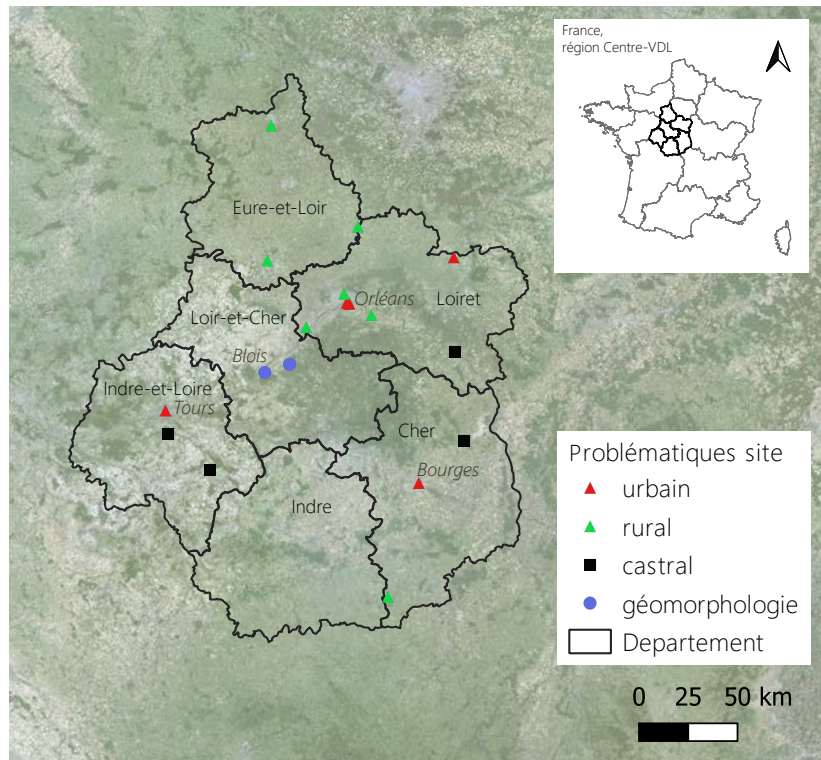 France,
région Centre-VDL
Eure-et-Loir
Orléans
Loiret
Loir-et-Cher
Blois
Indre-et-Loire
Tours
Cher
Bourges
Indre
Problématiques site
urbain
rural
castral
géomorphologie
Departement
0 25 50 km